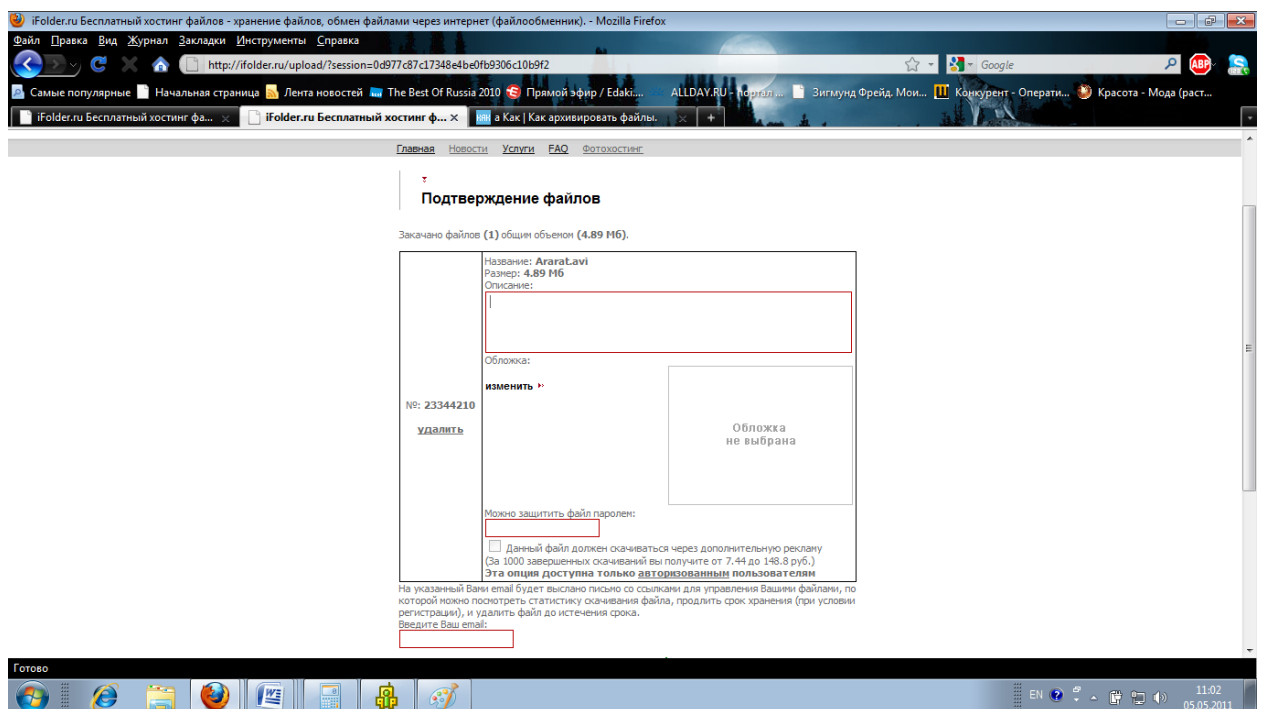 iFolder.ru Бесплатный хостинг файлов - хранение файлов, обмен файлами через интернет (файлообменник). - Mozilla Firefox
Файл Правка Вид Журнал Закладки Инструменты Справка
http://ifolder.ru/upload/?session=0d977c87c17348e4be0fb9306c10b9f2
Google
ABP
Самые популярные Начальная страница Лента новостей The Best Of Russia 2010 Прямой эфир / Edaki.... ALLDAY.RU - портал ... Зигмунд Фрейд. Мои... Конкурент - Операти... Красота - Мода (раст...
iFolder.ru Бесплатный хостинг фа... iFolder.ru Бесплатный хостинг ф... а Как | Как архивировать файлы.
Главная Новости Услуги FAQ Фотохостинг
Подтверждение файлов
Закачано файлов (1) общим объемом (4.89 Мб).
Название: Ararat.avi
Размер: 4.89 Мб
Описание:
Обложка:
изменить
№: 23344210
удалить
Обложка
не выбрана
Можно защитить файл паролем:
Данный файл должен скачиваться через дополнительную рекламу
(За 1000 завершенных скачиваний вы получите от 7.44 до 148.8 руб.)
Эта опция доступна только авторизованным пользователям
На указанный Вами email будет выслано письмо со ссылками для управления Вашими файлами, по
которой можно посмотреть статистику скачивания файла, продлить срок хранения (при условии
регистрации), и удалить файл до истечения срока.
Введите Ваш email:
Готово
EN
11:02
05.05.2011